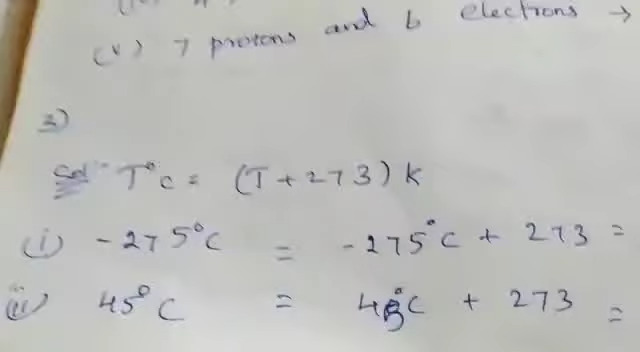 (v) 7 protons and 6 electrons →
3)
Sol:- T°C = (T+273) K
(i) -275°C = -275°C + 273 =
(ii) 45°C = 45°C + 273 =